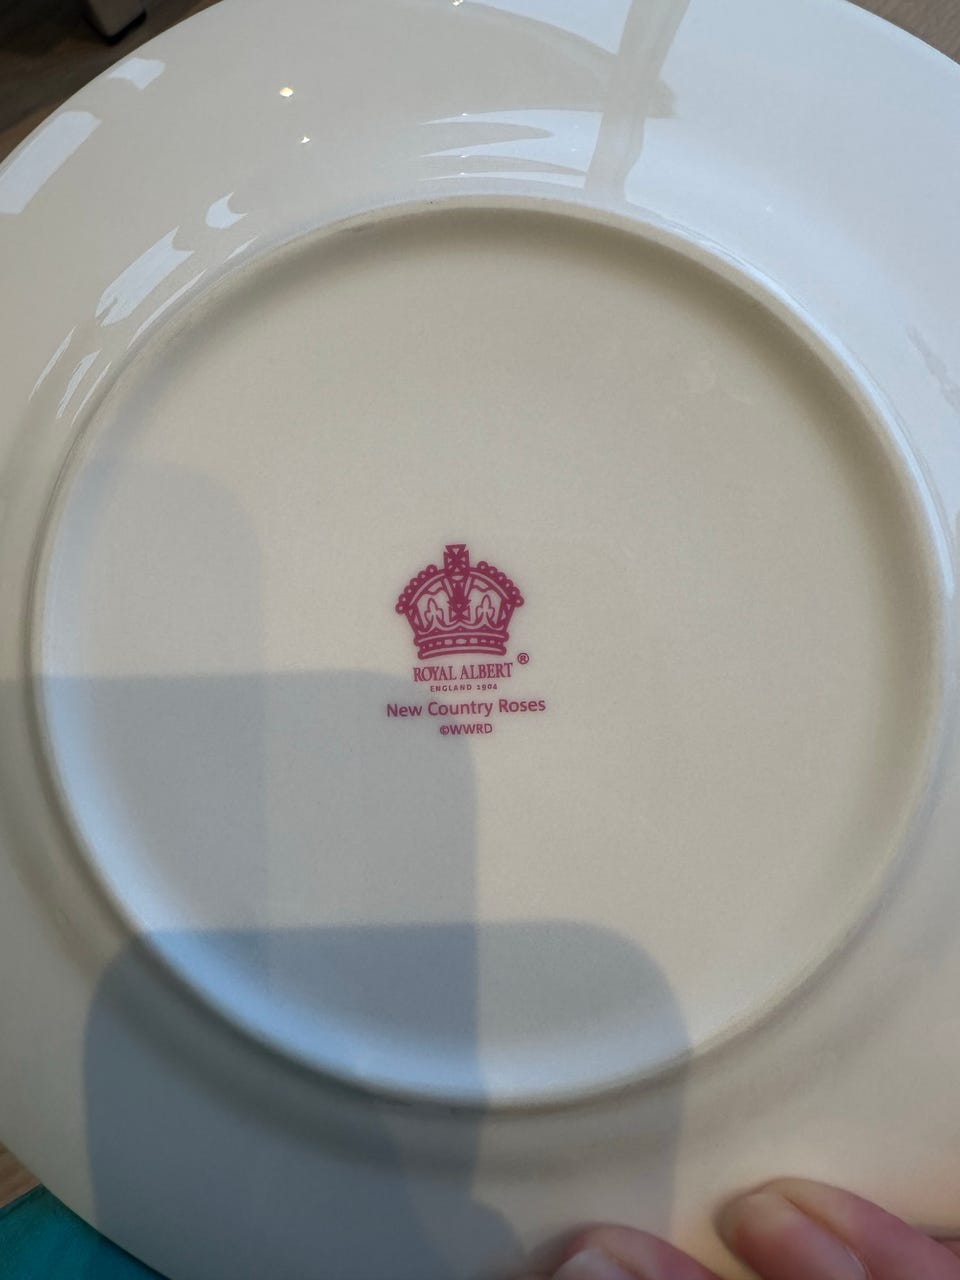 ROYAL ALBERT ®
ENGLAND 1904
New Country Roses
©WWRD